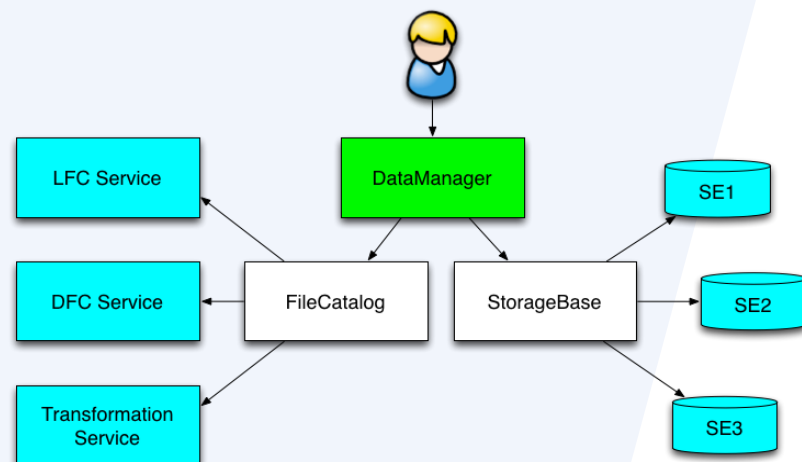 LFC Service
DataManager
SE1
DFC Service
FileCatalog
StorageBase
SE2
Transformation
Service
SE3